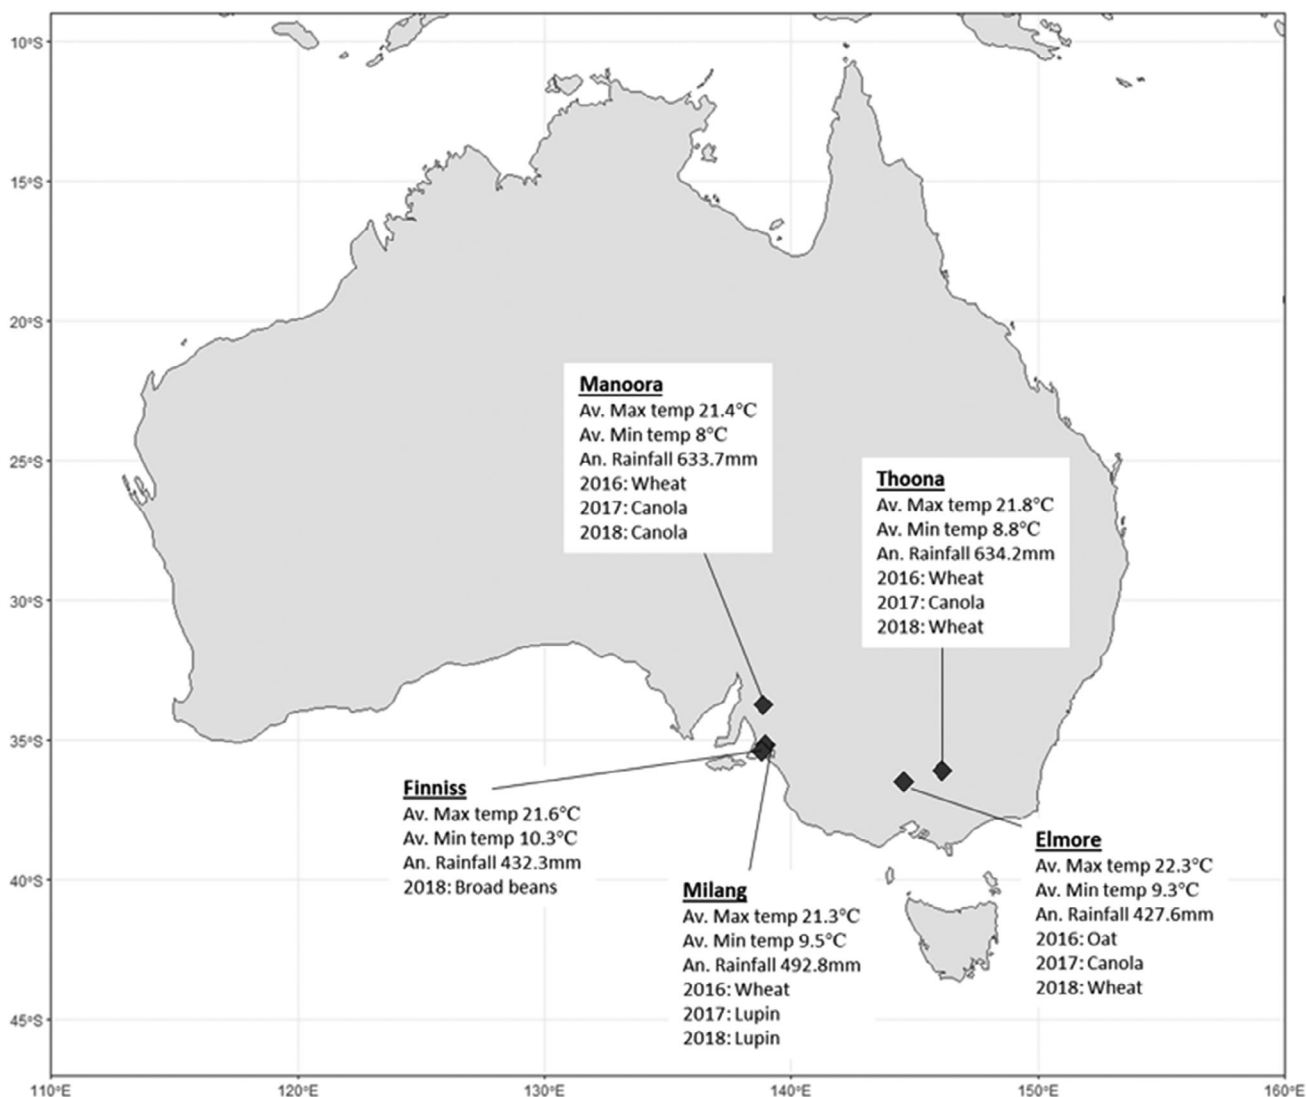 10°S
15°S
20°S
25°S
30°S
35°S
40°S
45°S
Manoora
Av. Max temp 21.4°C
Av. Min temp 8°C
An. Rainfall 633.7mm
2016: Wheat
2017: Canola
2018: Canola
Thoona
Av. Max temp 21.8°C
Av. Min temp 8.8°C
An. Rainfall 634.2mm
2016: Wheat
2017: Canola
2018: Wheat
Finniss
Av. Max temp 21.6°C
Av. Min temp 10.3°C
An. Rainfall 432.3mm
2018: Broad beans
Milang
Av. Max temp 21.3°C
Av. Min temp 9.5°C
An. Rainfall 492.8mm
2016: Wheat
2017: Lupin
2018: Lupin
Elmore
Av. Max temp 22.3°C
Av. Min temp 9.3°C
An. Rainfall 427.6mm
2016: Oat
2017: Canola
2018: Wheat
110°E 120°E 130°E 140°E 150°E 160°E